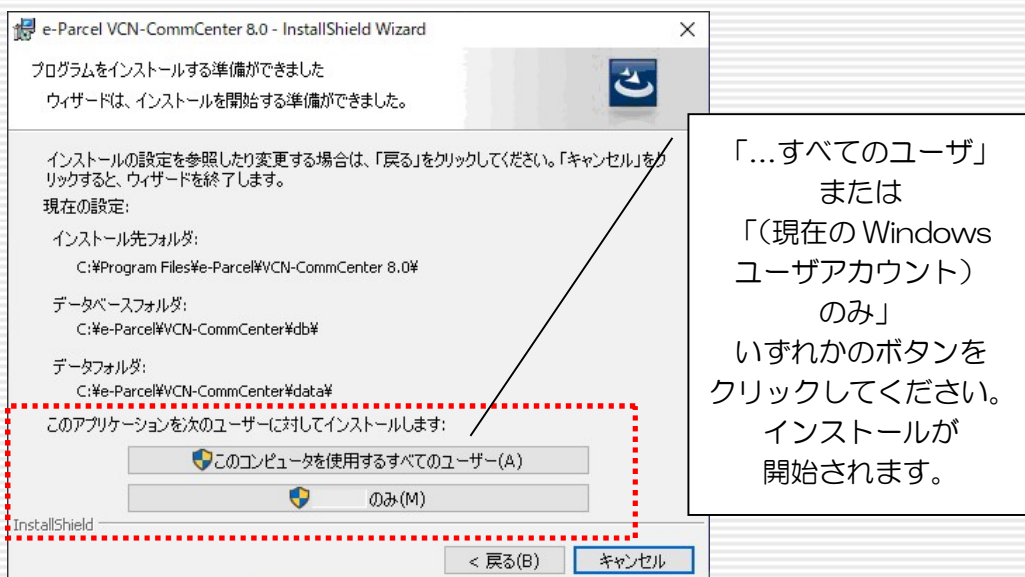 e-Parcel VCN-CommCenter 8.0 - InstallShield Wizard
プログラムをインストールする準備ができました
ウィザードは、インストールを開始する準備ができました。
インストールの設定を参照したり変更する場合は、「戻る」をクリックしてください。「キャンセル」をク
リックすると、ウィザードを終了します。
現在の設定:
インストール先フォルダ:
C:¥Program Files¥e-Parcel¥VCN-CommCenter 8.0¥
データベースフォルダ:
C:¥e-Parcel¥VCN-CommCenter¥db¥
データフォルダ:
C:¥e-Parcel¥VCN-CommCenter¥data¥
このアプリケーションを次のユーザーに対してインストールします:
このコンピュータを使用するすべてのユーザー(A)
のみ(M)
InstallShield
< 戻る(B)
キャンセル
「…すべてのユーザ」
または
「(現在の Windows
ユーザアカウント)
のみ」
いずれかのボタンを
クリックしてください。
インストールが
開始されます。